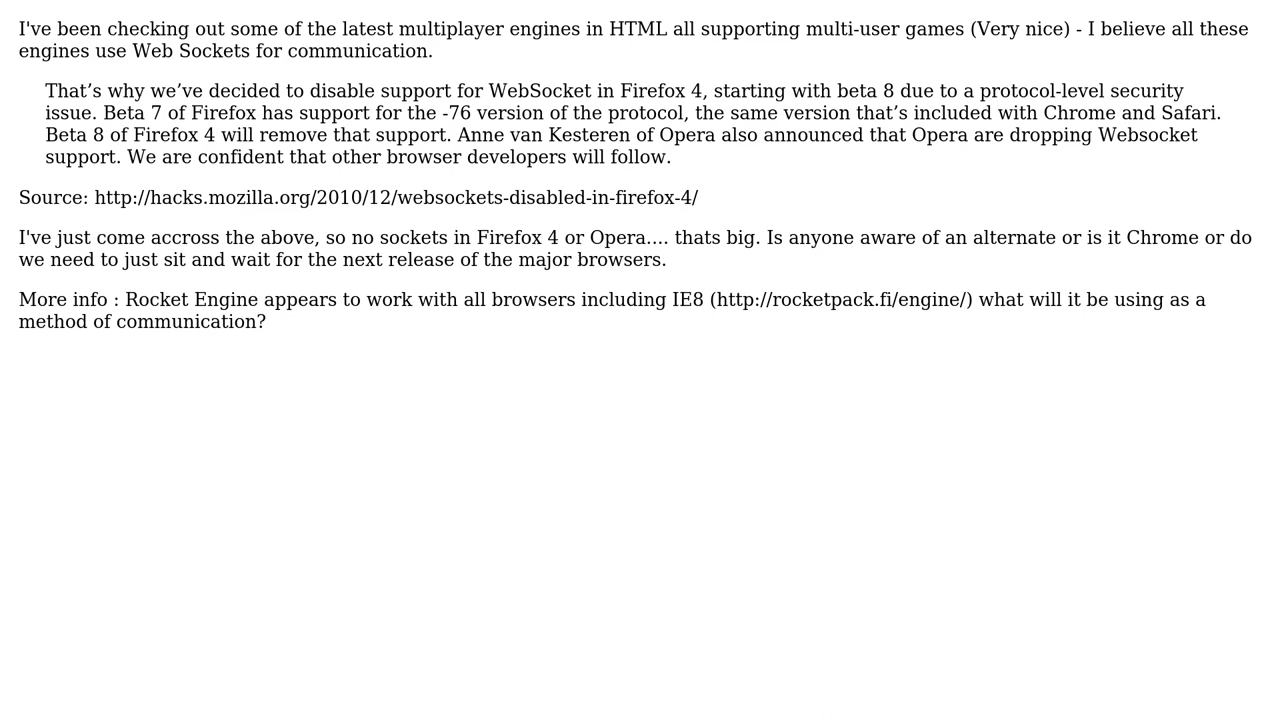 I've been checking out some of the latest multiplayer engines in HTML all supporting multi-user games (Very nice) - I believe all these
engines use Web Sockets for communication.
That’s why we’ve decided to disable support for WebSocket in Firefox 4, starting with beta 8 due to a protocol-level security
issue. Beta 7 of Firefox has support for the -76 version of the protocol, the same version that’s included with Chrome and Safari.
Beta 8 of Firefox 4 will remove that support. Anne van Kesteren of Opera also announced that Opera are dropping Websocket
support. We are confident that other browser developers will follow.
Source: http://hacks.mozilla.org/2010/12/websockets-disabled-in-firefox-4/
I've just come accross the above, so no sockets in Firefox 4 or Opera.... thats big. Is anyone aware of an alternate or is it Chrome or do
we need to just sit and wait for the next release of the major browsers.
More info : Rocket Engine appears to work with all browsers including IE8 (http://rocketpack.fi/engine/) what will it be using as a
method of communication?